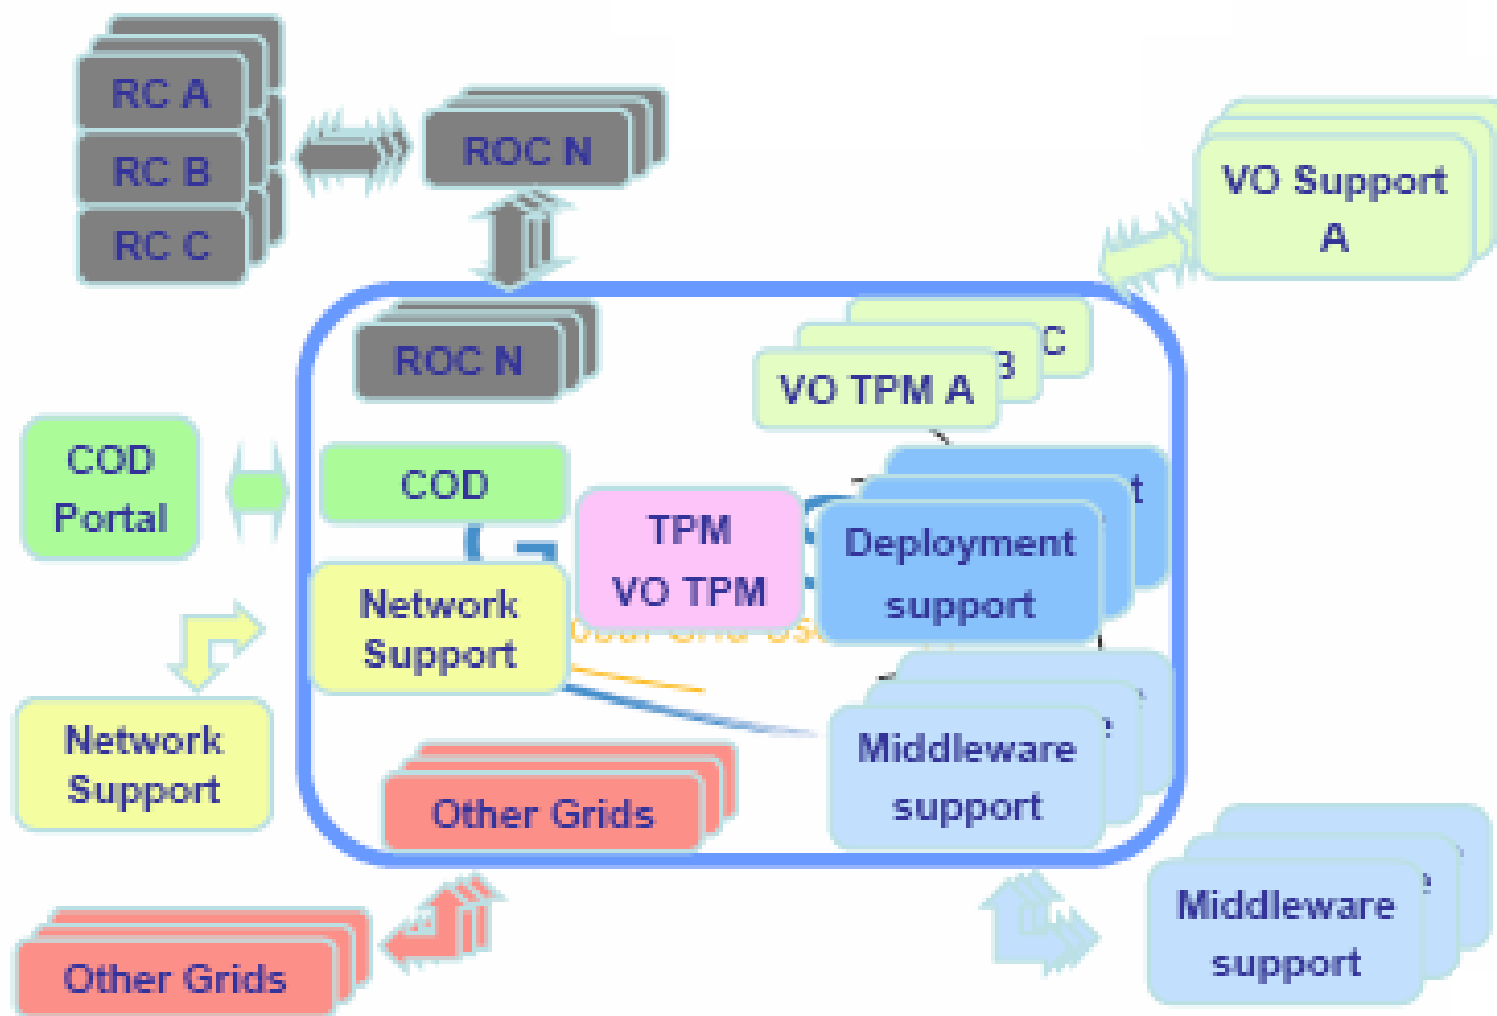 RC A
RC B
RC C
ROC N
VO Support
A
ROC N
C
B
VO TPM A
COD
Portal
COD
TPM
VO TPM
t
Deployment
support
Network
Support
Network
Support
Middleware
support
Other Grids
Middleware
support
Other Grids